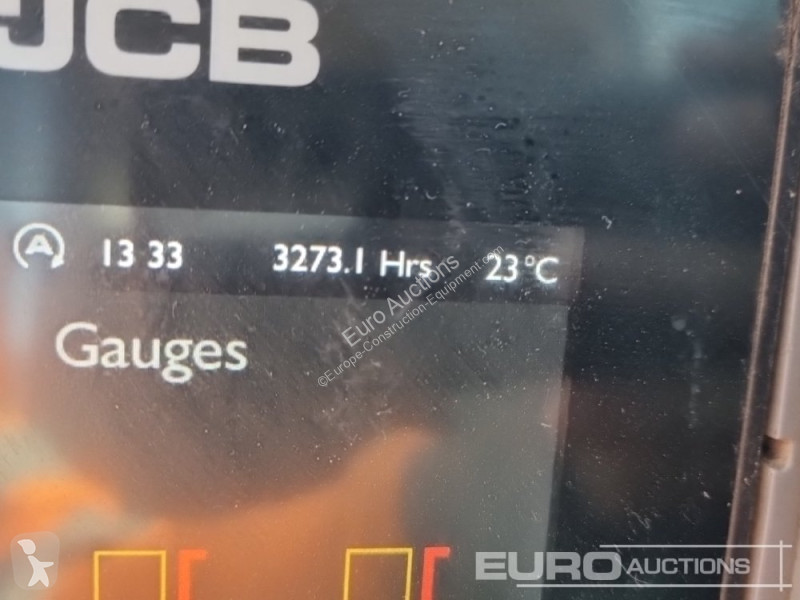 JCB
A 13 33 3273.1 Hrs 23°C
Gauges
Euro Auctions
©Europe-Construction-Equipment.com
EURO AUCTIONS